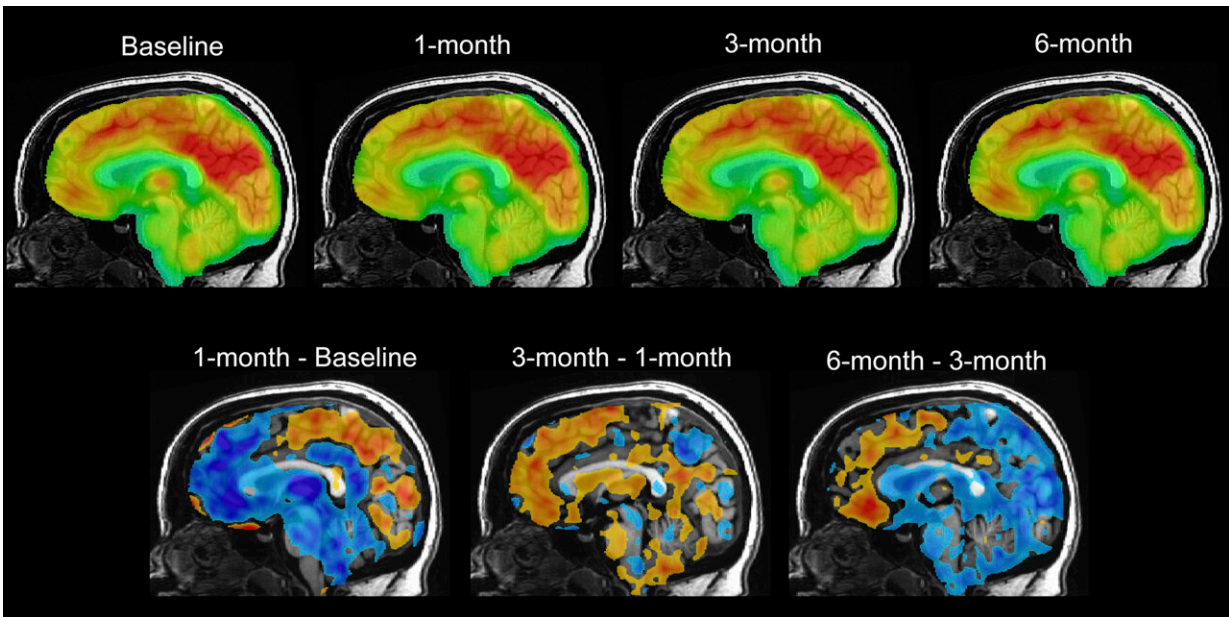 Baseline
1-month
3-month
6-month
1-month - Baseline
3-month - 1-month
6-month - 3-month